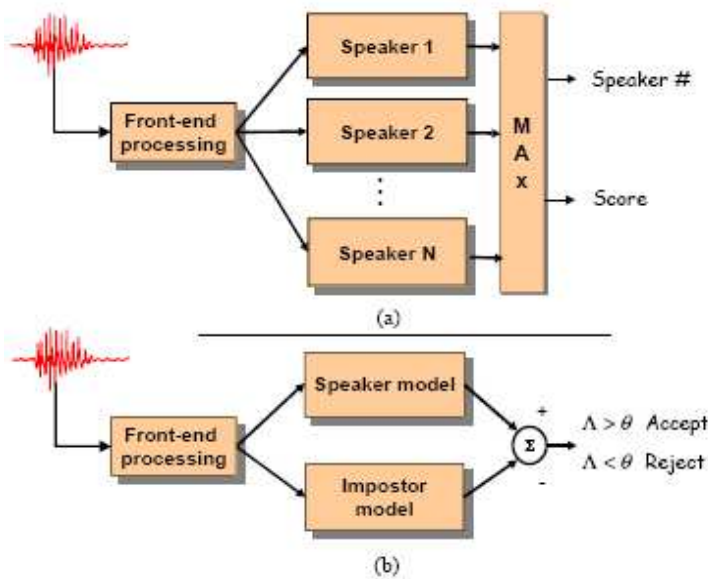 Speaker 1
Front-end
processing
Speaker 2
Speaker N
M
A
x
Speaker #
Score
(a)
Front-end
processing
Speaker model
Impostor
model
+
Σ
-
Λ > θ Accept
Λ < θ Reject
(b)